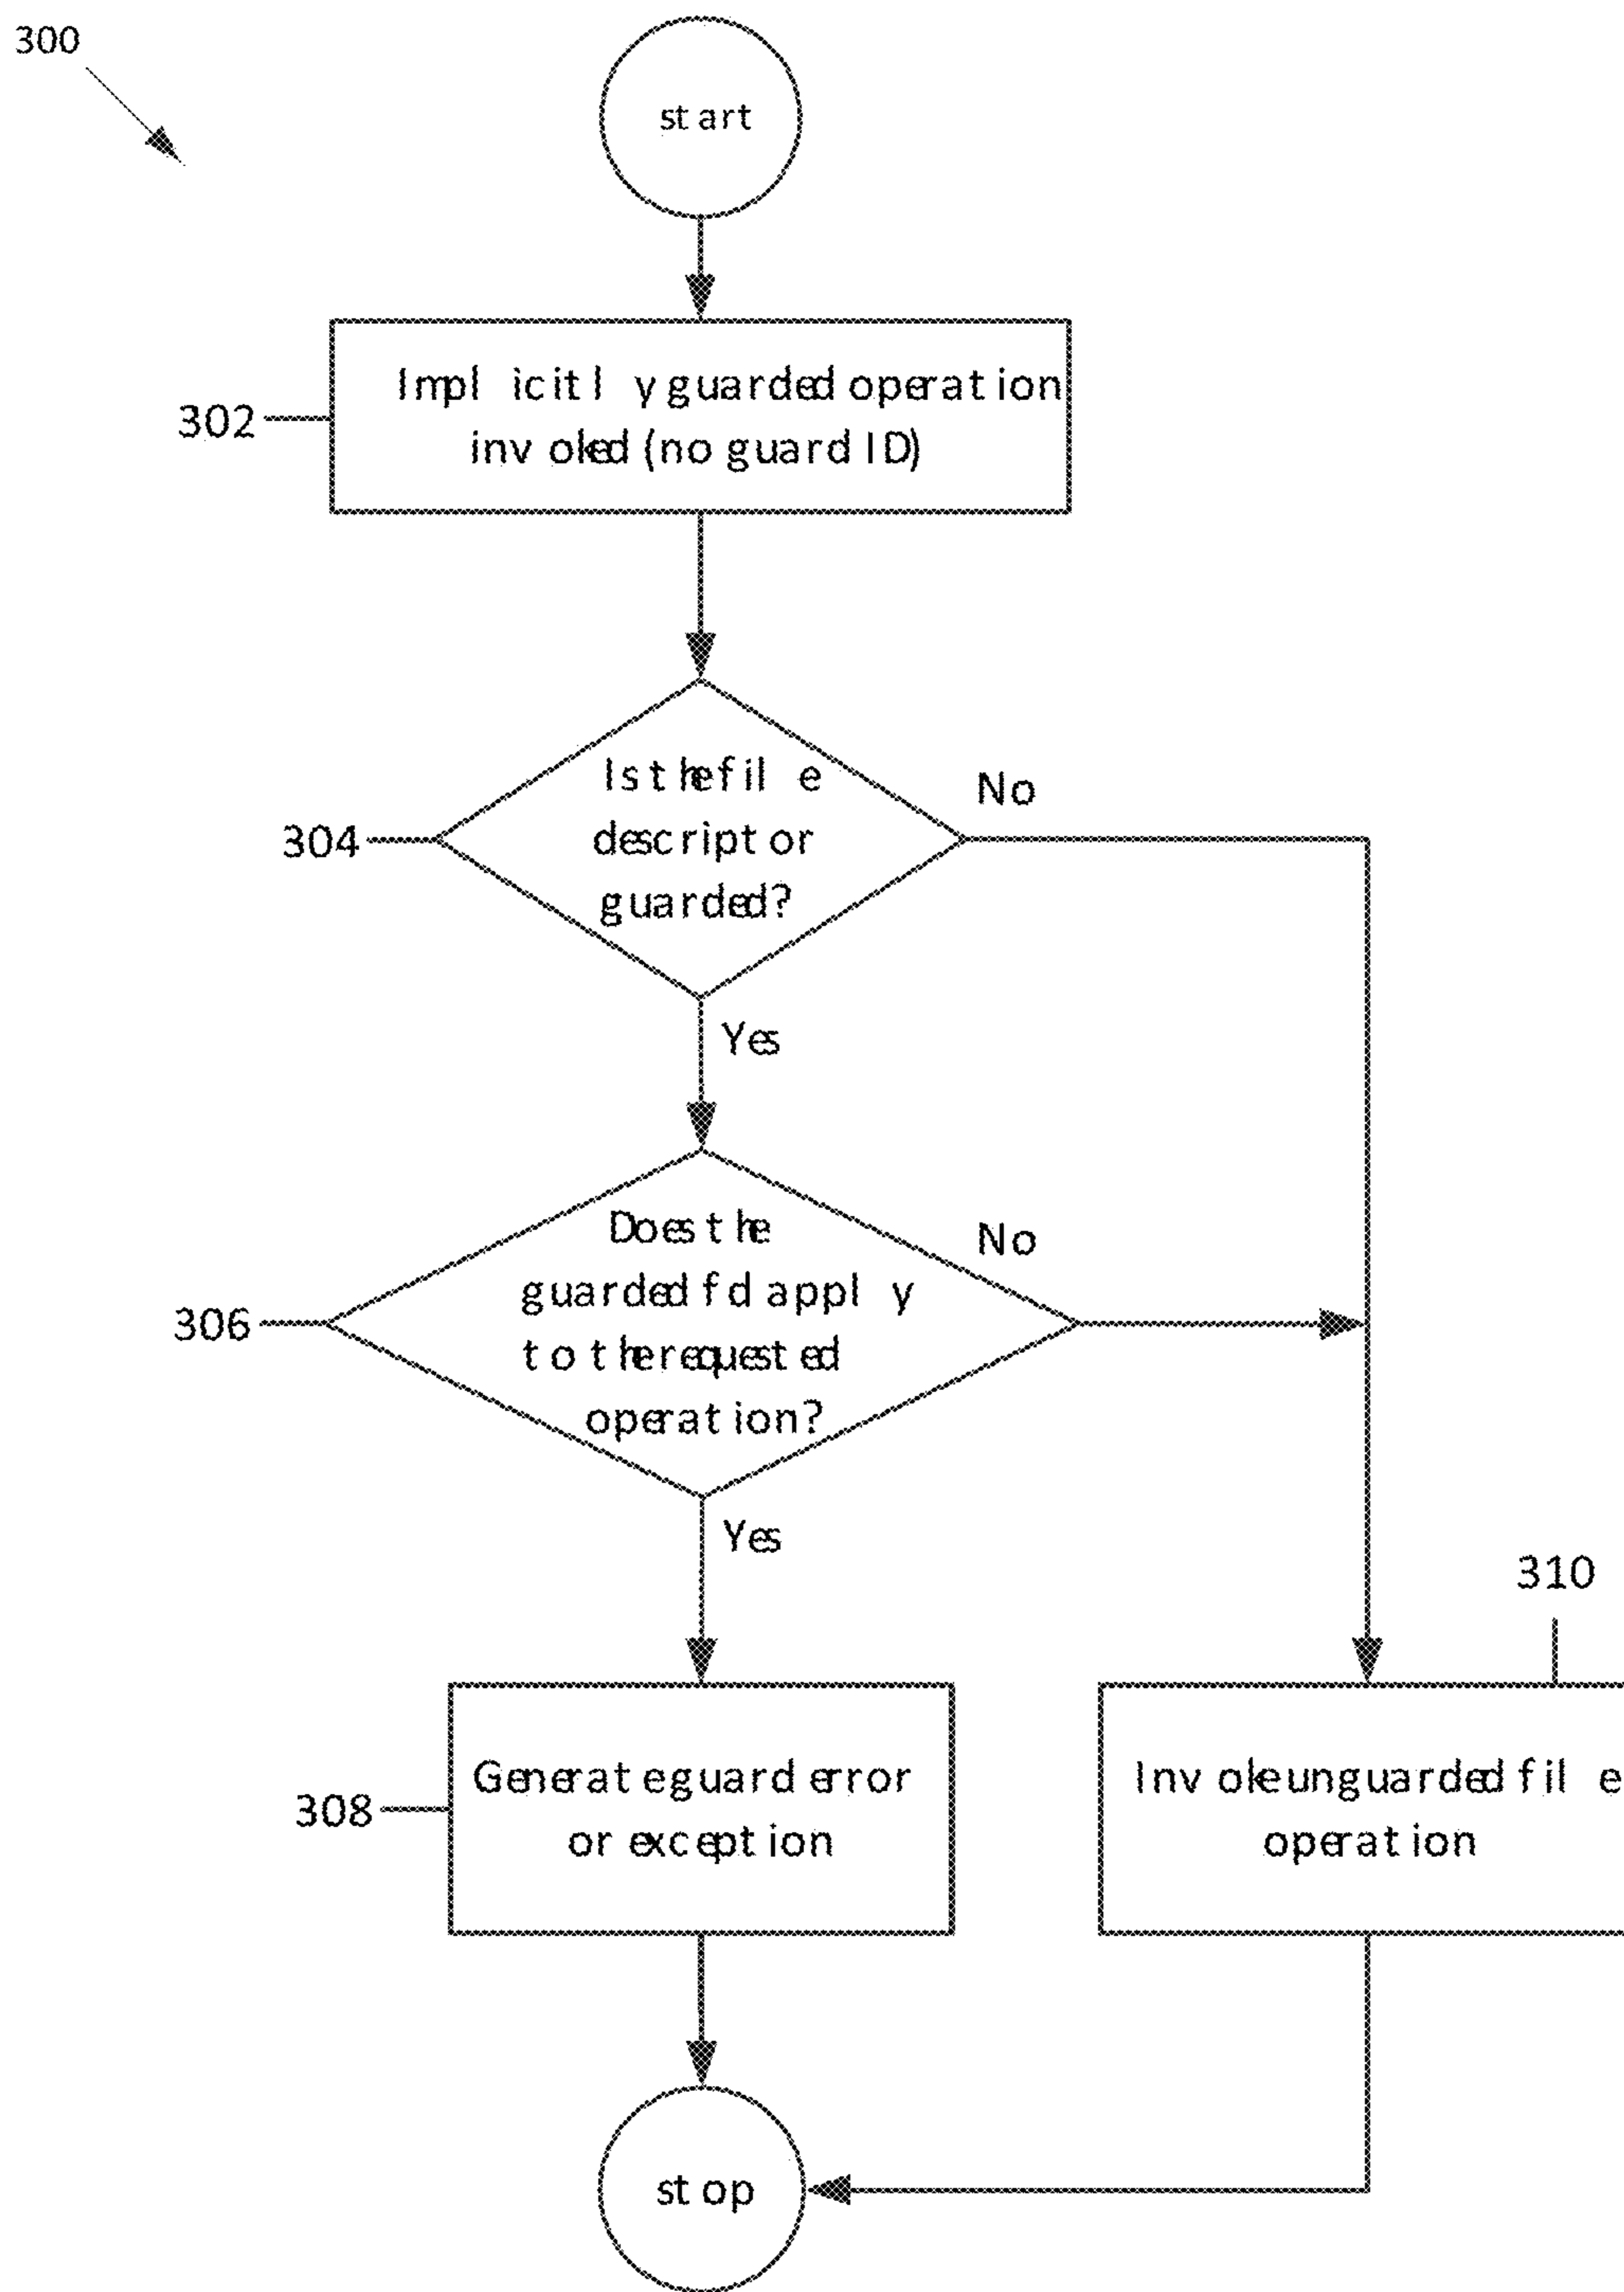 300
start
302
Implicitly guarded operation
invoked (no guard ID)
304
Is the file
descriptor
guarded?
No
Yes
306
Does the
guarded fd apply
to the requested
operation?
No
Yes
310
308
Generate guard error
or exception
Invoke unguarded file
operation
stop